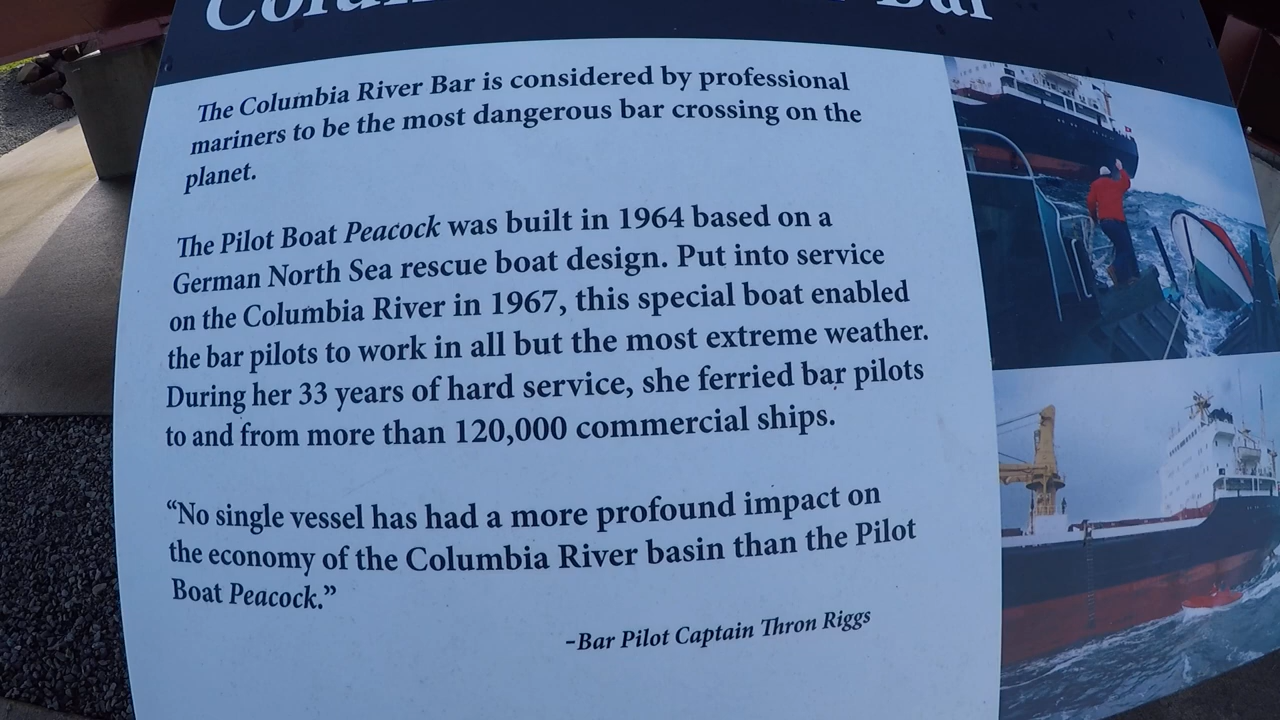 Bar
The Columbia River Bar is considered by professional
mariners to be the most dangerous bar crossing on the
planet.
The Pilot Boat Peacock was built in 1964 based on a
German North Sea rescue boat design. Put into service
on the Columbia River in 1967, this special boat enabled
the bar pilots to work in all but the most extreme weather.
During her 33 years of hard service, she ferried bar pilots
to and from more than 120,000 commercial ships.
“No single vessel has had a more profound impact on
the economy of the Columbia River basin than the Pilot
Boat Peacock.”
–Bar Pilot Captain Thron Riggs